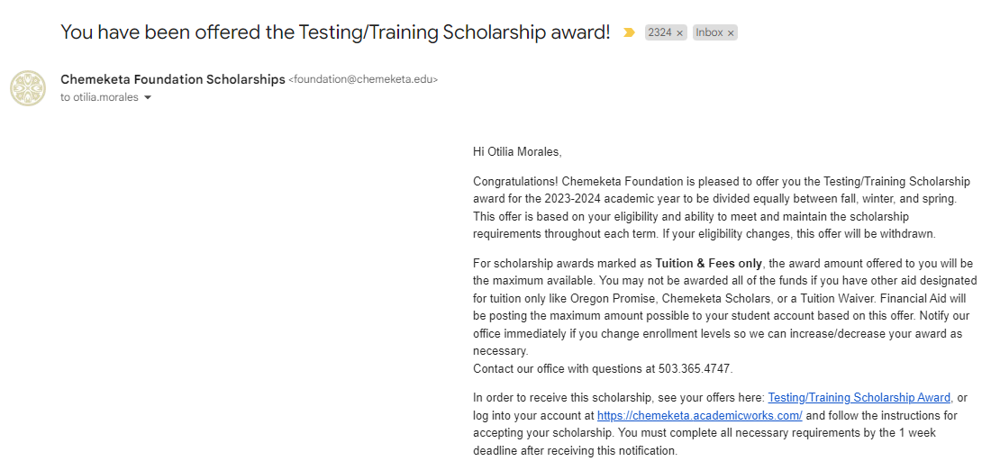 You have been offered the Testing/Training Scholarship award! 2324 × Inbox ×
Chemeketa Foundation Scholarships <foundation@chemeketa.edu>
to otilia.morales
Hi Otilia Morales,
Congratulations! Chemeketa Foundation is pleased to offer you the Testing/Training Scholarship
award for the 2023-2024 academic year to be divided equally between fall, winter, and spring.
This offer is based on your eligibility and ability to meet and maintain the scholarship
requirements throughout each term. If your eligibility changes, this offer will be withdrawn.
For scholarship awards marked as Tuition & Fees only, the award amount offered to you will be
the maximum available. You may not be awarded all of the funds if you have other aid designated
for tuition only like Oregon Promise, Chemeketa Scholars, or a Tuition Waiver. Financial Aid will
be posting the maximum amount possible to your student account based on this offer. Notify our
office immediately if you change enrollment levels so we can increase/decrease your award as
necessary.
Contact our office with questions at 503.365.4747.
In order to receive this scholarship, see your offers here: Testing/Training Scholarship Award, or
log into your account at https://chemeketa.academicworks.com/ and follow the instructions for
accepting your scholarship. You must complete all necessary requirements by the 1 week
deadline after receiving this notification.